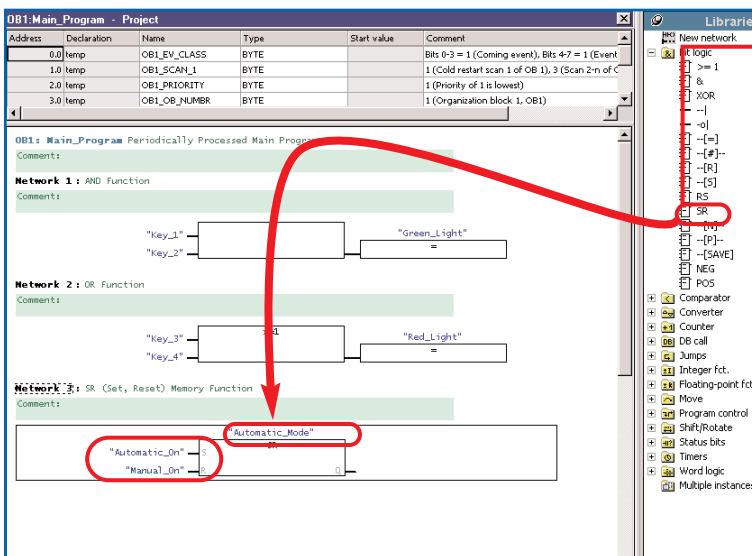 OB1:Main_Program - Project
Address Declaration Name Type Start value Comment
0.0 temp OB1_EV_CLASS BYTE Bits 0-3 = 1 (Coming event), Bits 4-7 = 1 (Event
1.0 temp OB1_SCAN_1 BYTE 1 (Cold restart scan 1 of OB 1), 3 (Scan 2-n of O
2.0 temp OB1_PRIORITY BYTE 1 (Priority of 1 is lowest)
3.0 temp OB1_OB_NUMBR BYTE 1 (Organization block 1, OB1)
OB1: Main_Program Periodically Processed Main Progr
Comment:
Network 1 : AND Function
Comment:
"Key_1"
"Key_2"
"Green_Light"
=
Network 2 : OR Function
Comment:
"Key_3"
"Key_4"
"Red_Light"
=
Network 3: SR (Set, Reset) Memory Function
Comment:
"Automatic_Mode"
"Automatic_On" S
"Manual_On" R Q
Librarie
New network
Bit logic
>= 1
&
XOR
--|
-o|
--[=]
--[#]--
--[R]
--[S]
RS
SR
--[N]--
--[P]--
--[SAVE]
NEG
POS
Comparator
Converter
Counter
DB call
Jumps
Integer fct.
Floating-point fct
Move
Program control
Shift/Rotate
Status bits
Timers
Word logic
Multiple instances